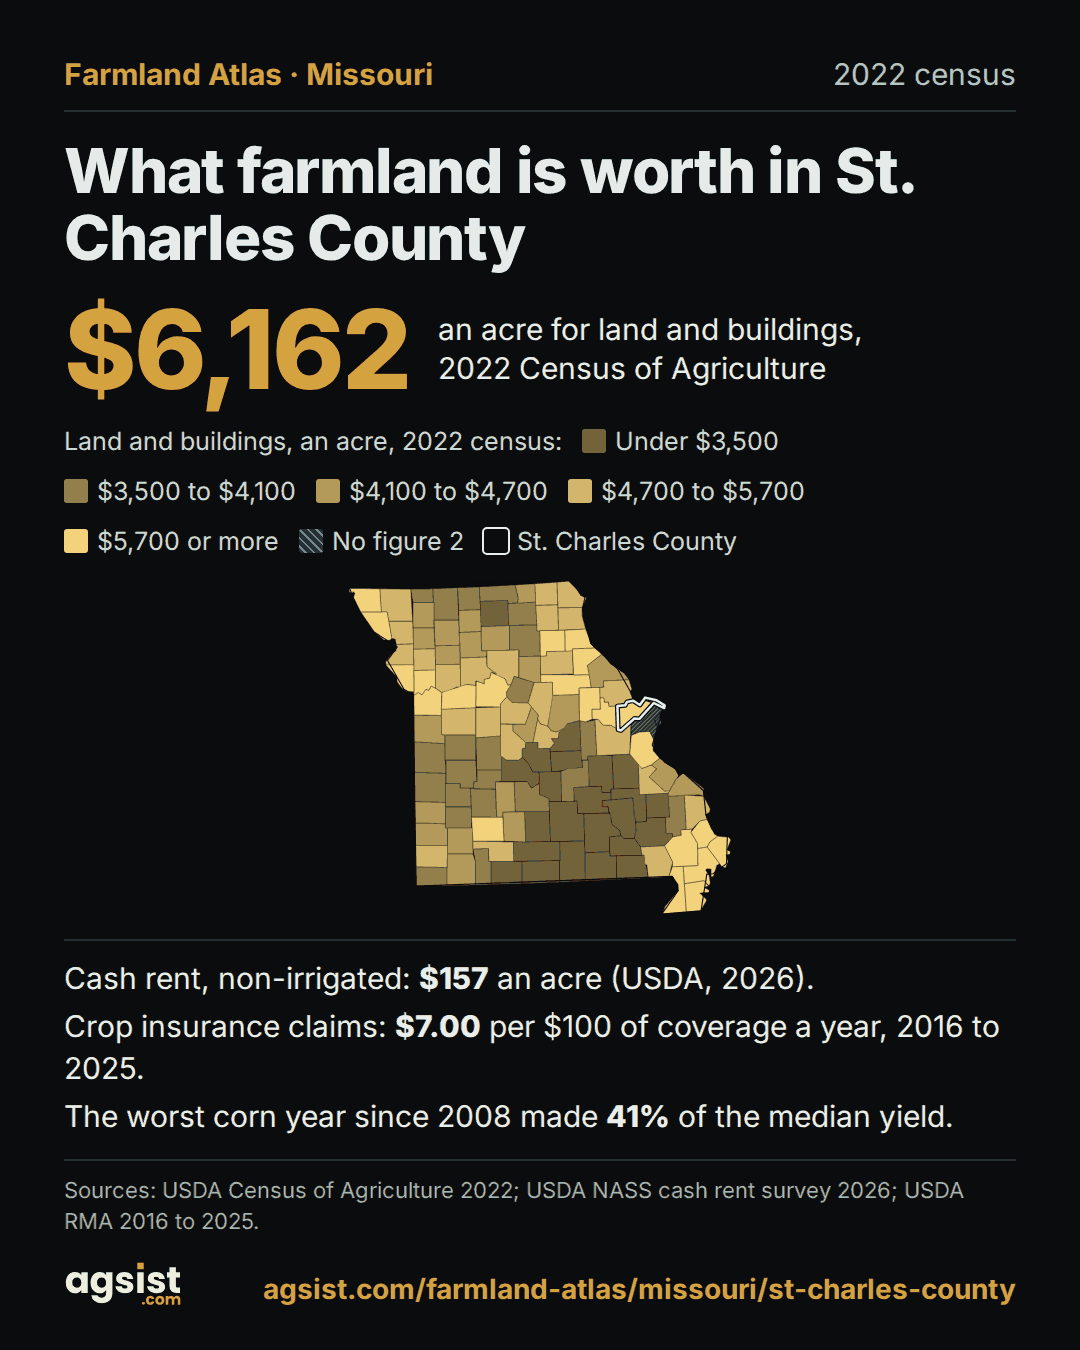 Farmland Atlas · Missouri
2022 census
What farmland is worth in St.
Charles County
$6,162
an acre for land and buildings,
2022 Census of Agriculture
Land and buildings, an acre, 2022 census: Under $3,500
$3,500 to $4,100 $4,100 to $4,700 $4,700 to $5,700
$5,700 or more No figure 2 St. Charles County
Cash rent, non-irrigated: $157 an acre (USDA, 2026).
Crop insurance claims: $7.00 per $100 of coverage a year, 2016 to
2025.
The worst corn year since 2008 made 41% of the median yield.
Sources: USDA Census of Agriculture 2022; USDA NASS cash rent survey 2026; USDA
RMA 2016 to 2025.
agsist
.com
agsist.com/farmland-atlas/missouri/st-charles-county